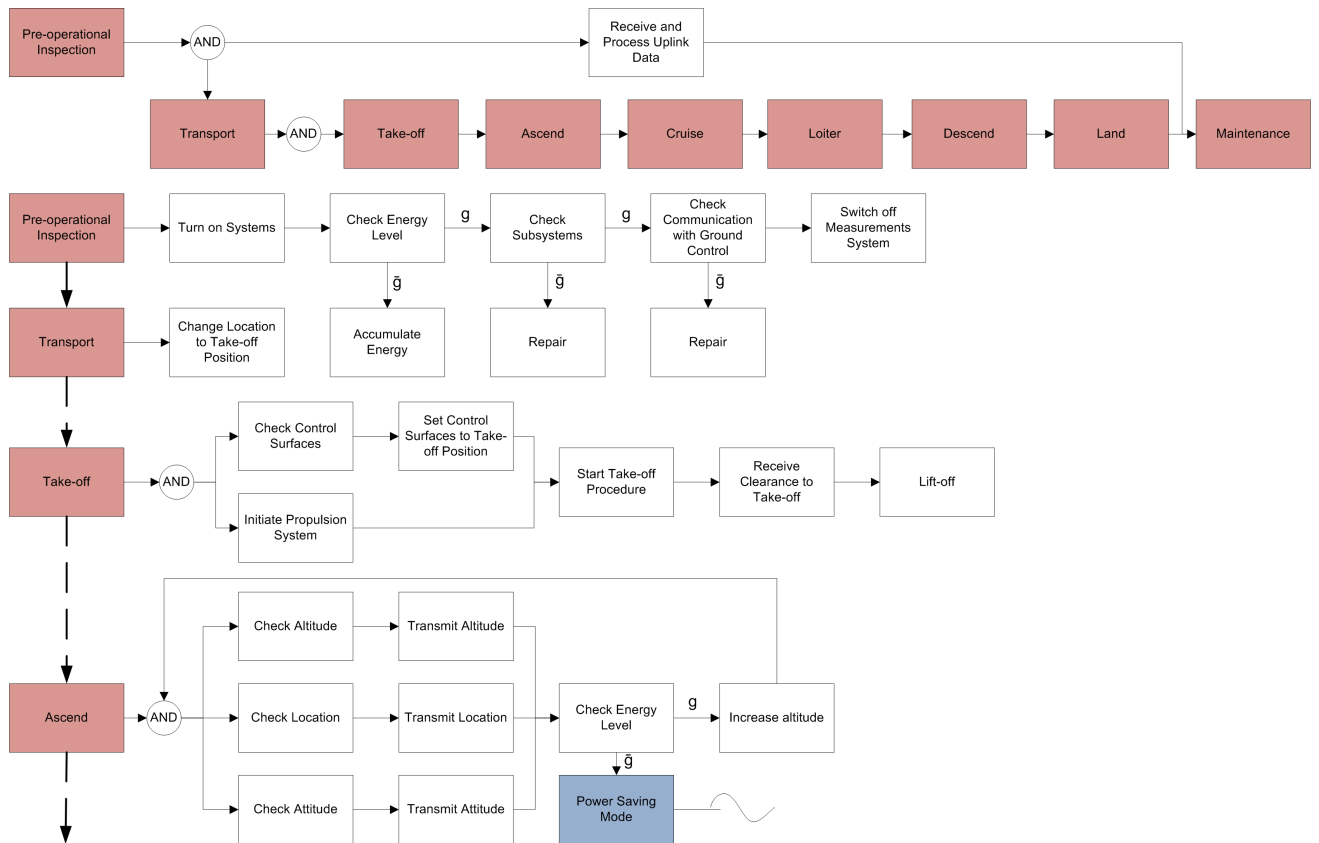 Pre-operational
Inspection
AND
Receive and
Process Uplink
Data
Transport
AND
Take-off
Ascend
Cruise
Loiter
Descend
Land
Maintenance
Pre-operational
Inspection
Turn on Systems
Check Energy
Level
g
Check
Subsystems
g
Check
Communication
with Ground
Control
Switch off
Measurements
System
ḡ
ḡ
ḡ
Transport
Change Location
to Take-off
Position
Accumulate
Energy
Repair
Repair
Take-off
AND
Check Control
Surfaces
Set Control
Surfaces to Take-
off Position
Initiate Propulsion
System
Start Take-off
Procedure
Receive
Clearance to
Take-off
Lift-off
Ascend
AND
Check Altitude
Transmit Altitude
Check Location
Transmit Location
Check Attitude
Transmit Attitude
Check Energy
Level
g
Increase altitude
ḡ
Power Saving
Mode